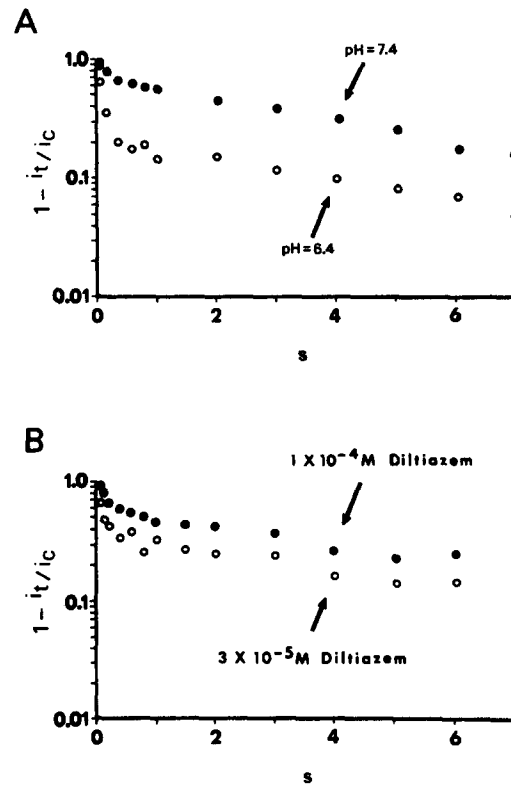 A
1.0
0.1
0.01
1 - it/ic
pH=7.4
pH=6.4
0 2 4 6
s
B
1.0
0.1
0.01
1 - it/ic
1 X 10⁻⁴M Diltiazem
3 X 10⁻⁵M Diltiazem
0 2 4 6
s